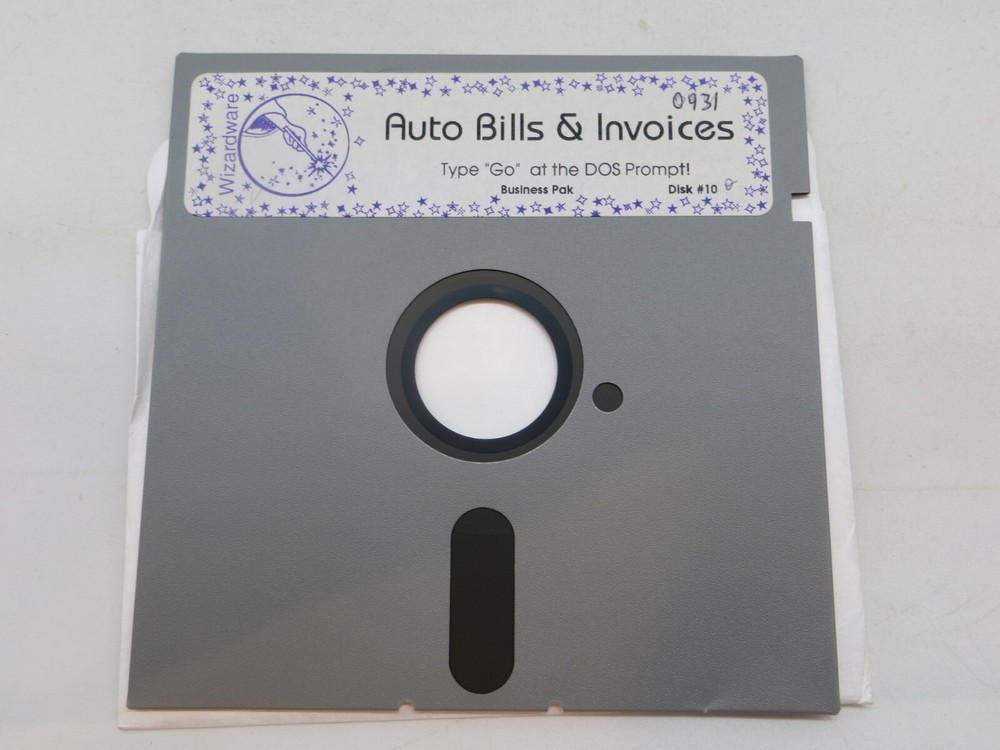 Wizardware
0931
Auto Bills & Invoices
Type "Go" at the DOS Prompt!
Business Pak Disk #10